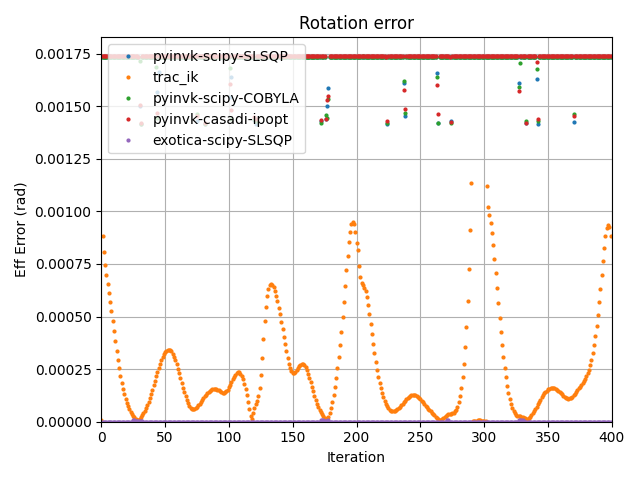 Rotation error
0.00175
0.00150
0.00125
0.00100
0.00075
0.00050
0.00025
0.00000
Eff Error (rad)
pyinvk-scipy-SLSQP
trac_ik
pyinvk-scipy-COBYLA
pyinvk-casadi-ipopt
exotica-scipy-SLSQP
0 50 100 150 200 250 300 350 400
Iteration